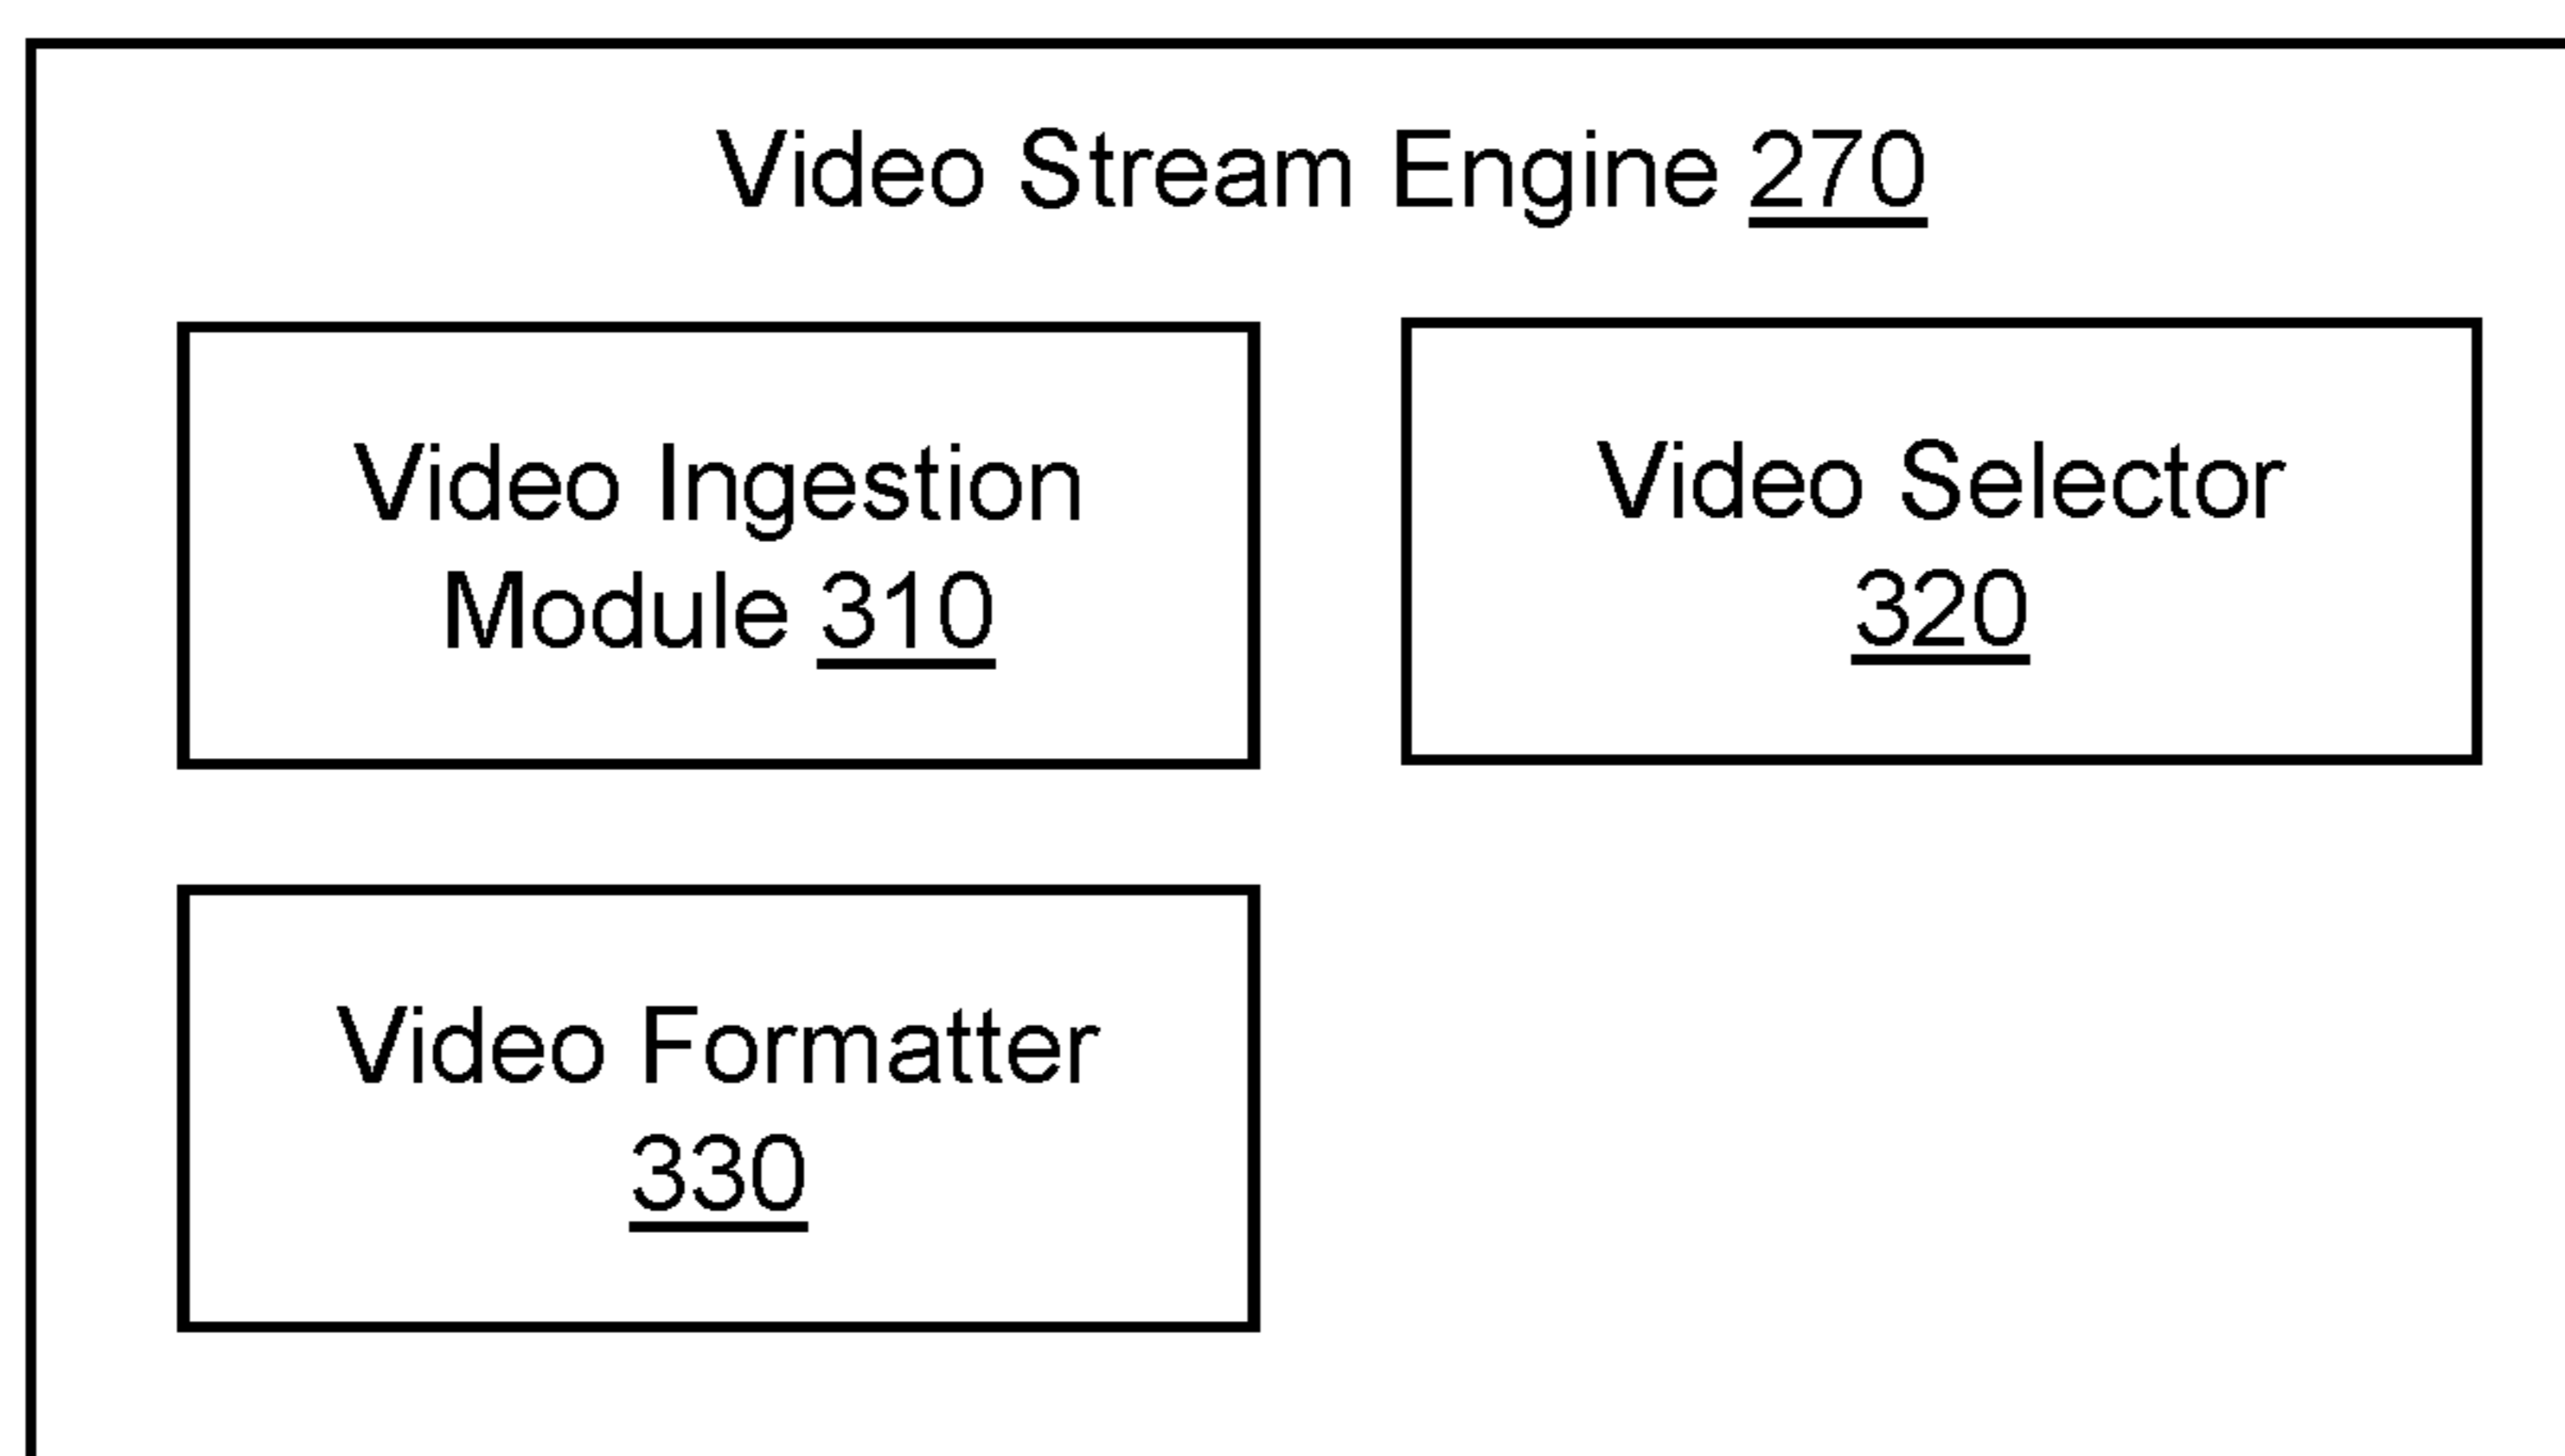 Video Stream Engine 270
Video Ingestion
Module 310
Video Selector
320
Video Formatter
330